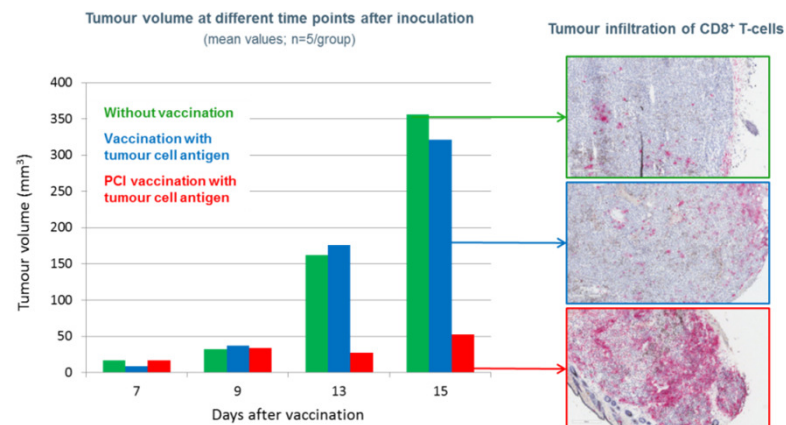 Tumour volume at different time points after inoculation
(mean values; n=5/group)
Tumour infiltration of CD8⁺ T-cells
Tumour volume (mm³)
400
350
300
250
200
150
100
50
0
Without vaccination
Vaccination with
tumour cell antigen
PCI vaccination with
tumour cell antigen
7
9
13
15
Days after vaccination